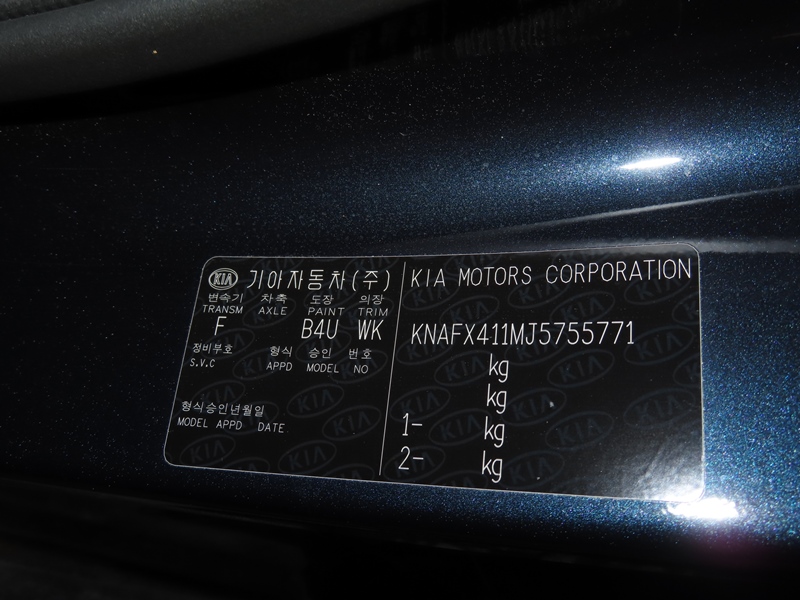 KIA 기아자동차(주)
변속기 차축 도장 의장
TRANSM AXLE PAINT TRIM
F B4U WK
정비부호 형식 승인 번호
S.V.C APPD MODEL NO
형식승인년월일
MODEL APPD DATE
KIA MOTORS CORPORATION
KNAFX411MJ5755771
kg
kg
1- kg
2- kg